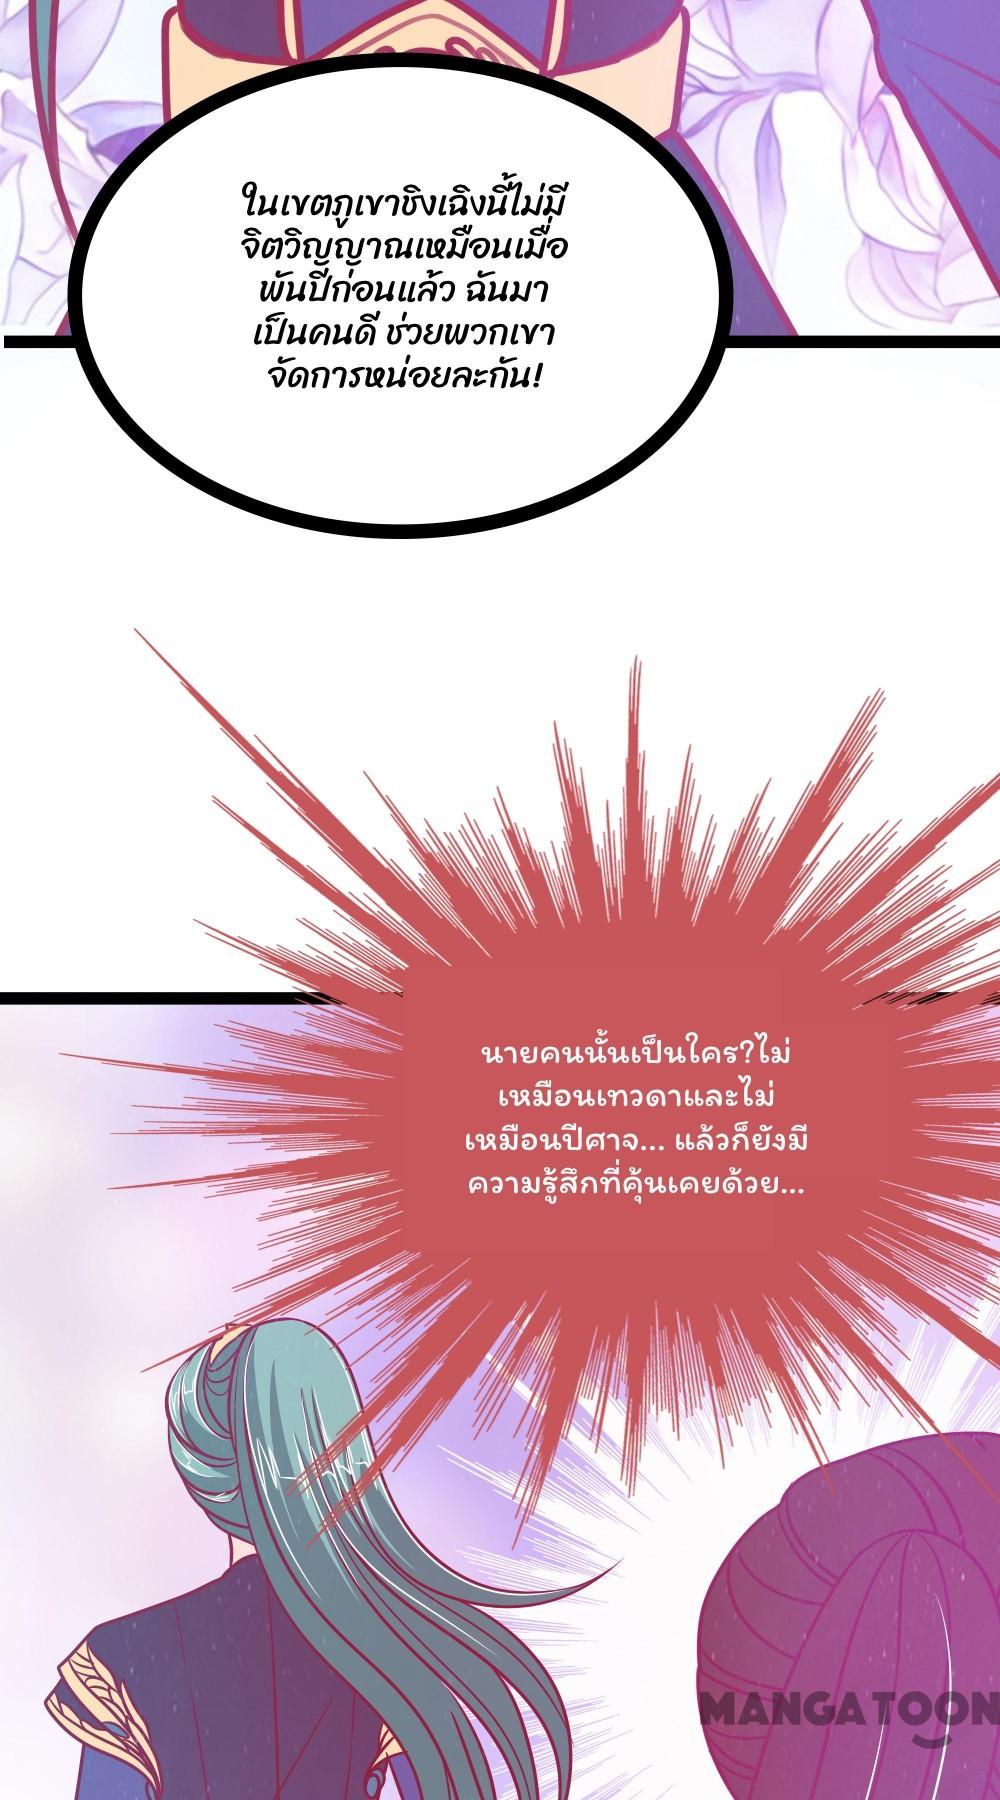 ในเขตภูเขาชิงเฉิงนี้ไม่มี
จิตวิญญาณเหมือนเมื่อ
พันปีก่อนแล้ว ฉันมา
เป็นคนดี ช่วยพวกเขา
จัดการหน่อยละกัน!
นายคนนั้นเป็นใคร?ไม่
เหมือนเทวดาและไม่
เหมือนปีศาจ... แล้วก็ยังมี
ความรู้สึกที่คุ้นเคยด้วย...
MANGATOON